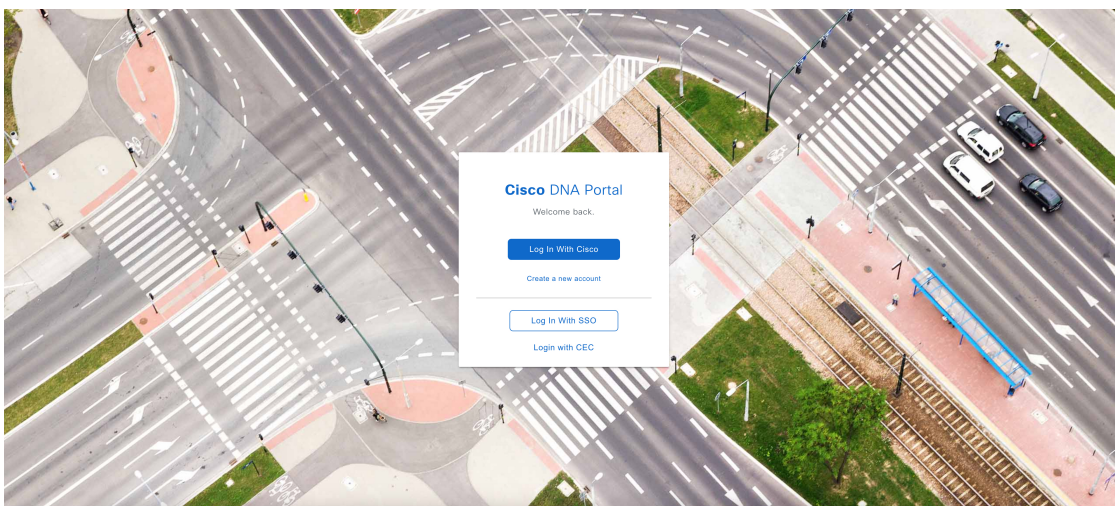 Cisco DNA Portal
Welcome back.
Log In With Cisco
Create a new account
Log In With SSO
Login with CEC